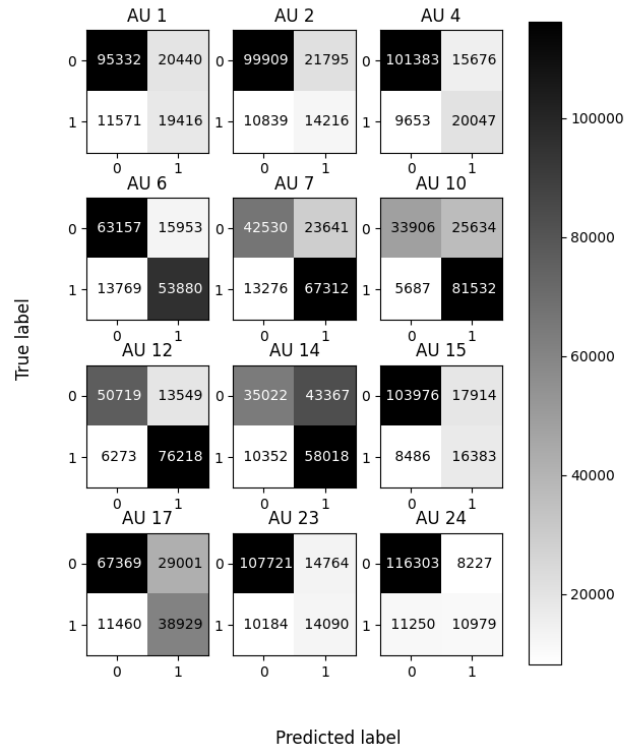 AU 1 AU 2 AU 4
0 95332 20440 0 99909 21795 0 101383 15676
1 11571 19416 1 10839 14216 1 9653 20047
0 1 0 1 0 1
AU 6 AU 7 AU 10
0 63157 15953 0 42530 23641 0 33906 25634
1 13769 53880 1 13276 67312 1 5687 81532
0 1 0 1 0 1
AU 12 AU 14 AU 15
0 50719 13549 0 35022 43367 0 103976 17914
1 6273 76218 1 10352 58018 1 8486 16383
0 1 0 1 0 1
AU 17 AU 23 AU 24
0 67369 29001 0 107721 14764 0 116303 8227
1 11460 38929 1 10184 14090 1 11250 10979
0 1 0 1 0 1
True label
Predicted label
100000
80000
60000
40000
20000